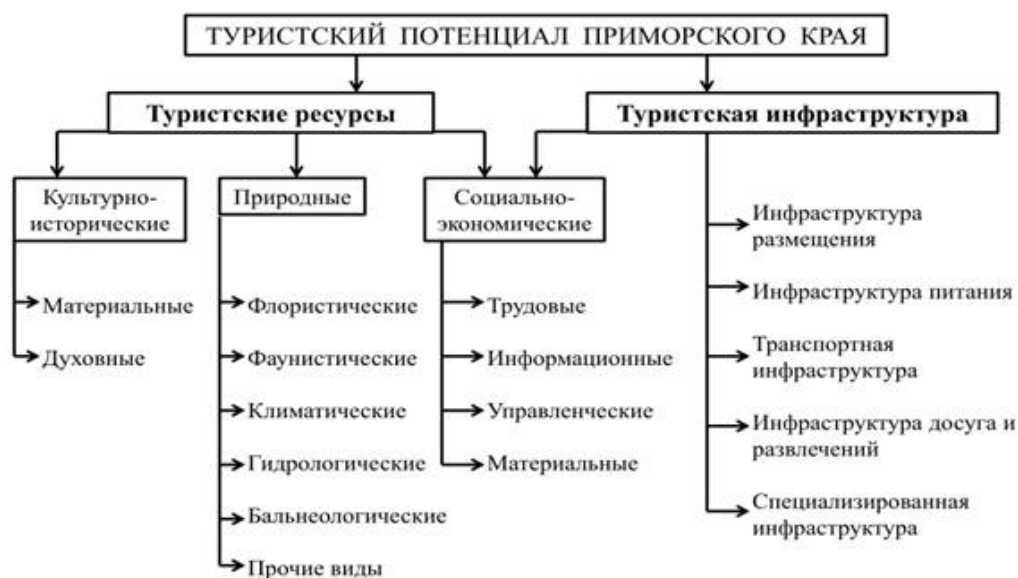 ТУРИСТСКИЙ ПОТЕНЦИАЛ ПРИМОРСКОГО КРАЯ
Туристские ресурсы
Туристская инфраструктура
Культурно-
исторические
Материальные
Духовные
Природные
Флористические
Фаунистические
Климатические
Гидрологические
Бальнеологические
Прочие виды
Социально-
экономические
Трудовые
Информационные
Управленческие
Материальные
Инфраструктура
размещения
Инфраструктура питания
Транспортная
инфраструктура
Инфраструктура досуга и
развлечений
Специализированная
инфраструктура